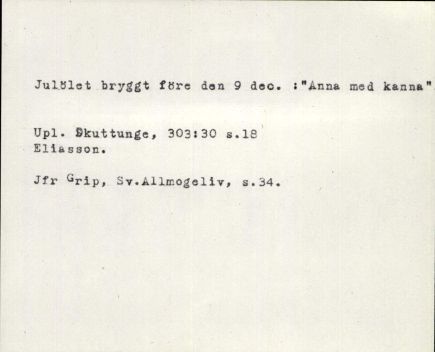 Julölet bryggt före den 9 dec. :"Anna med kanna"
Upl. Skuttunge, 303:30 s.18
Eliasson.
Jfr Grip, Sv.Allmogeliv, s.34.